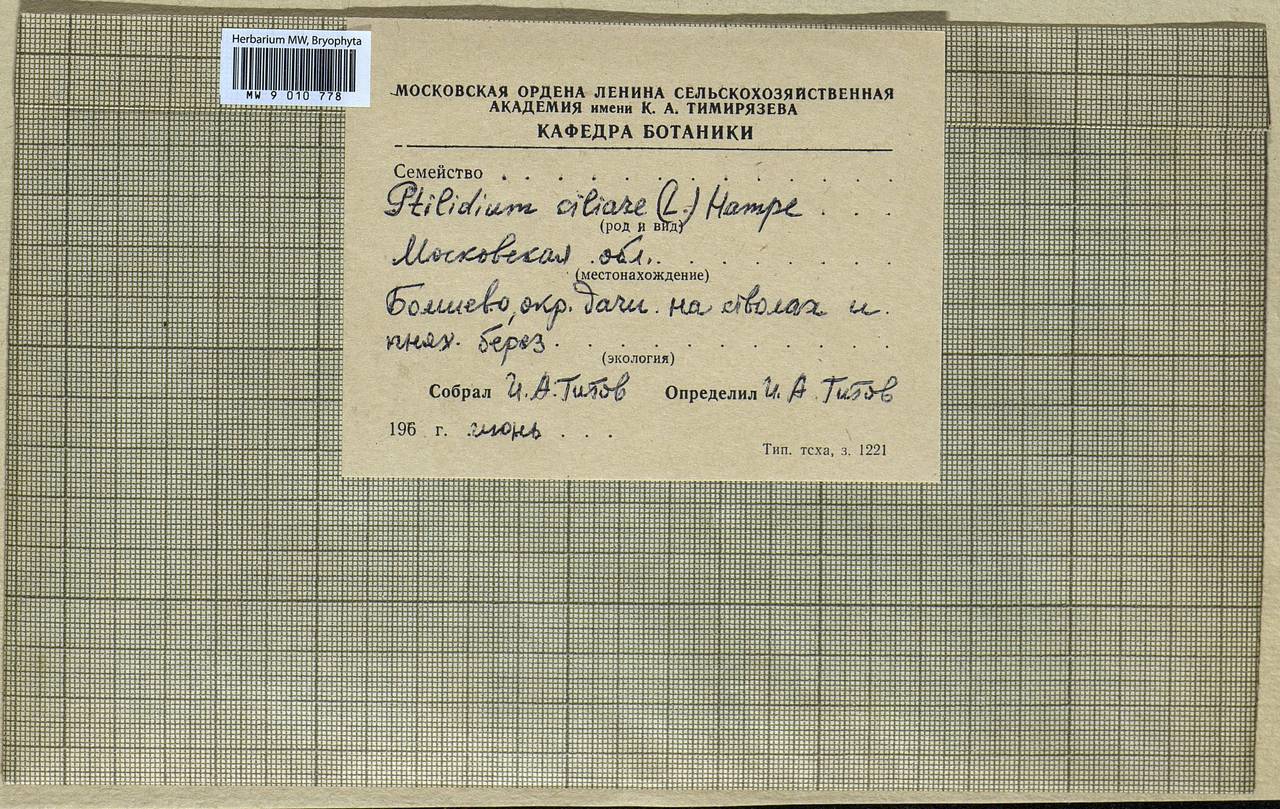 Herbarium MW, Bryophyta
MW 9 010 778
МОСКОВСКАЯ ОРДЕНА ЛЕНИНА СЕЛЬСКОХОЗЯЙСТВЕННАЯ
АКАДЕМИЯ имени К. А. ТИМИРЯЗЕВА
КАФЕДРА БОТАНИКИ
Семейство
Ptilidium ciliare (L.) Hampe
(род и вид)
Московская обл.
(местонахождение)
Болшево, окр. дачи. на стволах и
пнях берез
(экология)
Собрал И. А. Титов Определил И. А. Титов
196 г. июнь
Тип. тсха, з. 1221